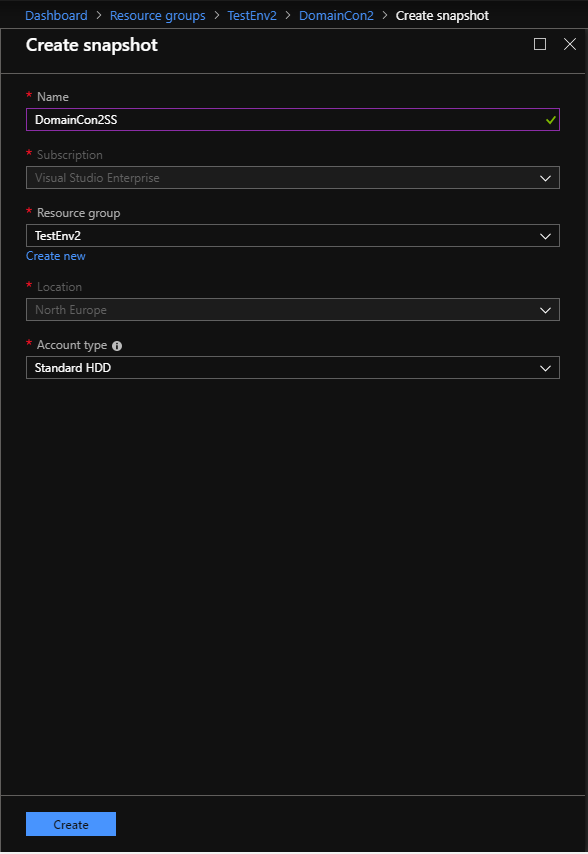 Dashboard > Resource groups > TestEnv2 > DomainCon2 > Create snapshot
Create snapshot
* Name
DomainCon2SS
* Subscription
Visual Studio Enterprise
* Resource group
TestEnv2
Create new
* Location
North Europe
* Account type
Standard HDD
Create